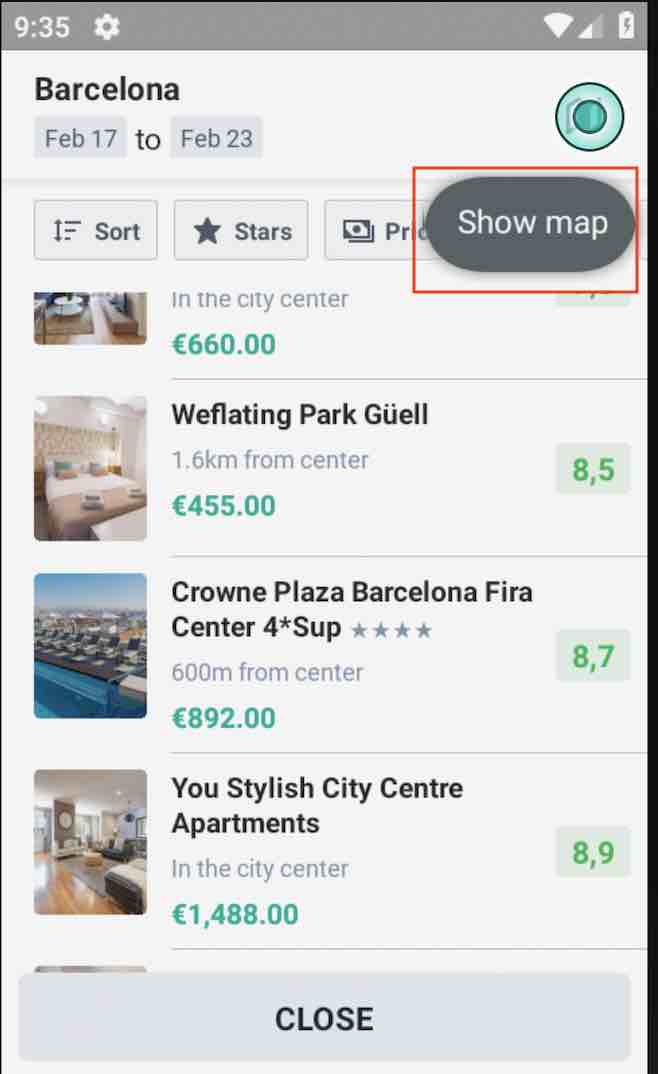 9:35
Barcelona
Feb 17 to Feb 23
Sort
Stars
Show map
In the city center
€660.00
Weflating Park Güell
1.6km from center
8,5
€455.00
Crowne Plaza Barcelona Fira
Center 4*Sup
8,7
600m from center
€892.00
You Stylish City Centre
Apartments
8,9
In the city center
€1,488.00
CLOSE